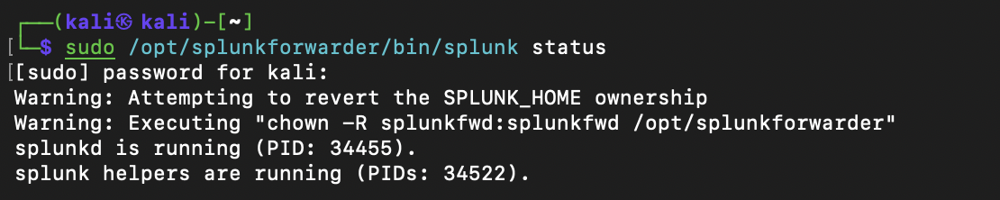 ┌──(kali㉿ kali)-[~]
[└─$ sudo /opt/splunkforwarder/bin/splunk status
[[sudo] password for kali:
Warning: Attempting to revert the SPLUNK_HOME ownership
Warning: Executing "chown -R splunkfwd:splunkfwd /opt/splunkforwarder"
splunkd is running (PID: 34455).
splunk helpers are running (PIDs: 34522).